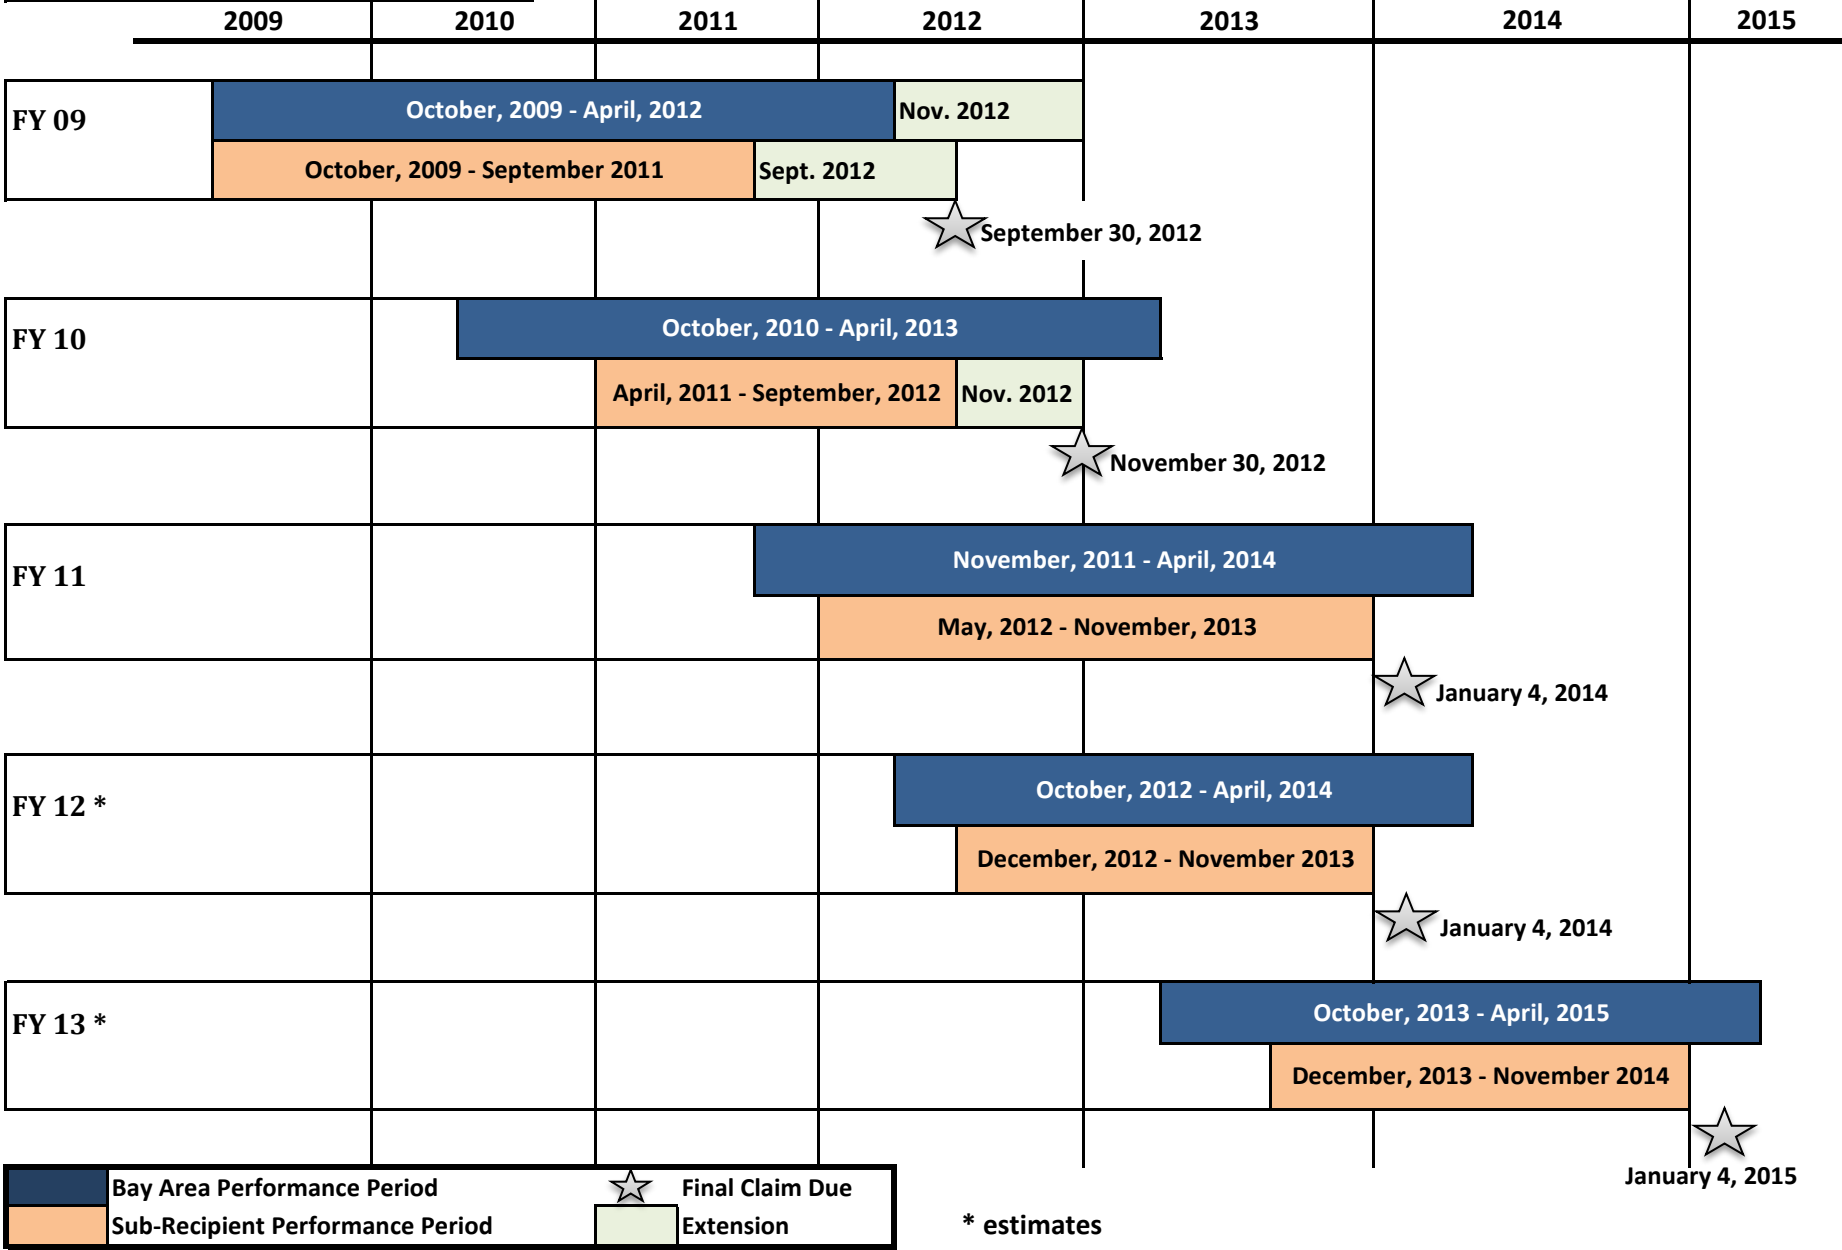 2009 2010 2011 2012 2013 2014 2015
FY 09
October, 2009 - April, 2012
Nov. 2012
October, 2009 - September 2011
Sept. 2012
September 30, 2012
FY 10
October, 2010 - April, 2013
April, 2011 - September, 2012
Nov. 2012
November 30, 2012
FY 11
November, 2011 - April, 2014
May, 2012 - November, 2013
January 4, 2014
FY 12 *
October, 2012 - April, 2014
December, 2012 - November 2013
January 4, 2014
FY 13 *
October, 2013 - April, 2015
December, 2013 - November 2014
January 4, 2015
Bay Area Performance Period
Final Claim Due
Sub-Recipient Performance Period
Extension
* estimates